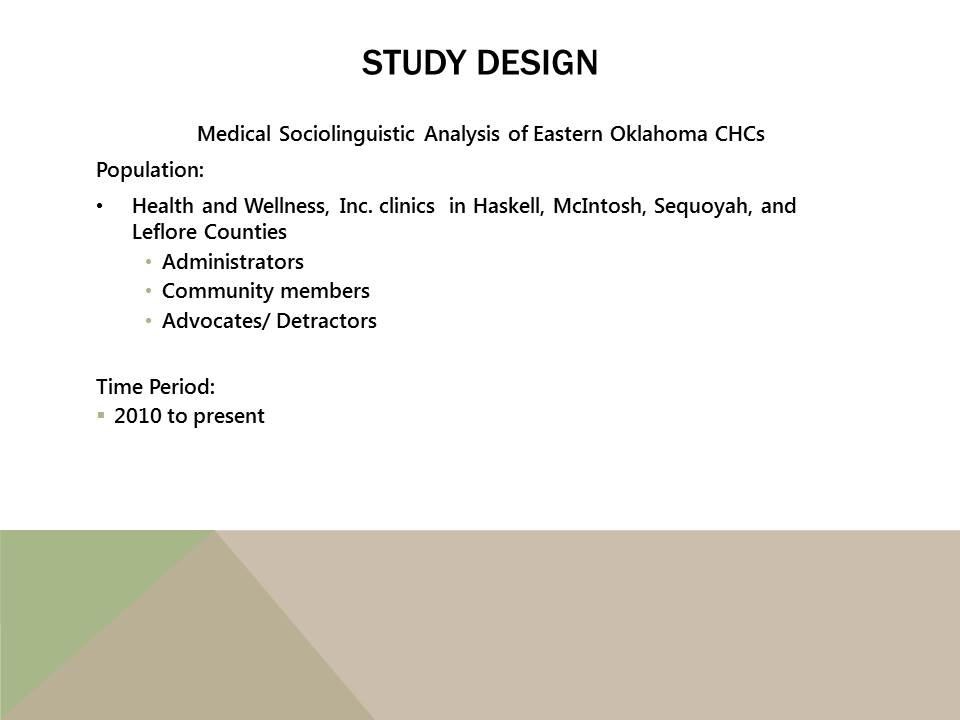 STUDY DESIGN
Medical Sociolinguistic Analysis of Eastern Oklahoma CHCs
Population:
• Health and Wellness, Inc. clinics in Haskell, McIntosh, Sequoyah, and
Leflore Counties
• Administrators
• Community members
• Advocates/ Detractors
Time Period:
▪ 2010 to present